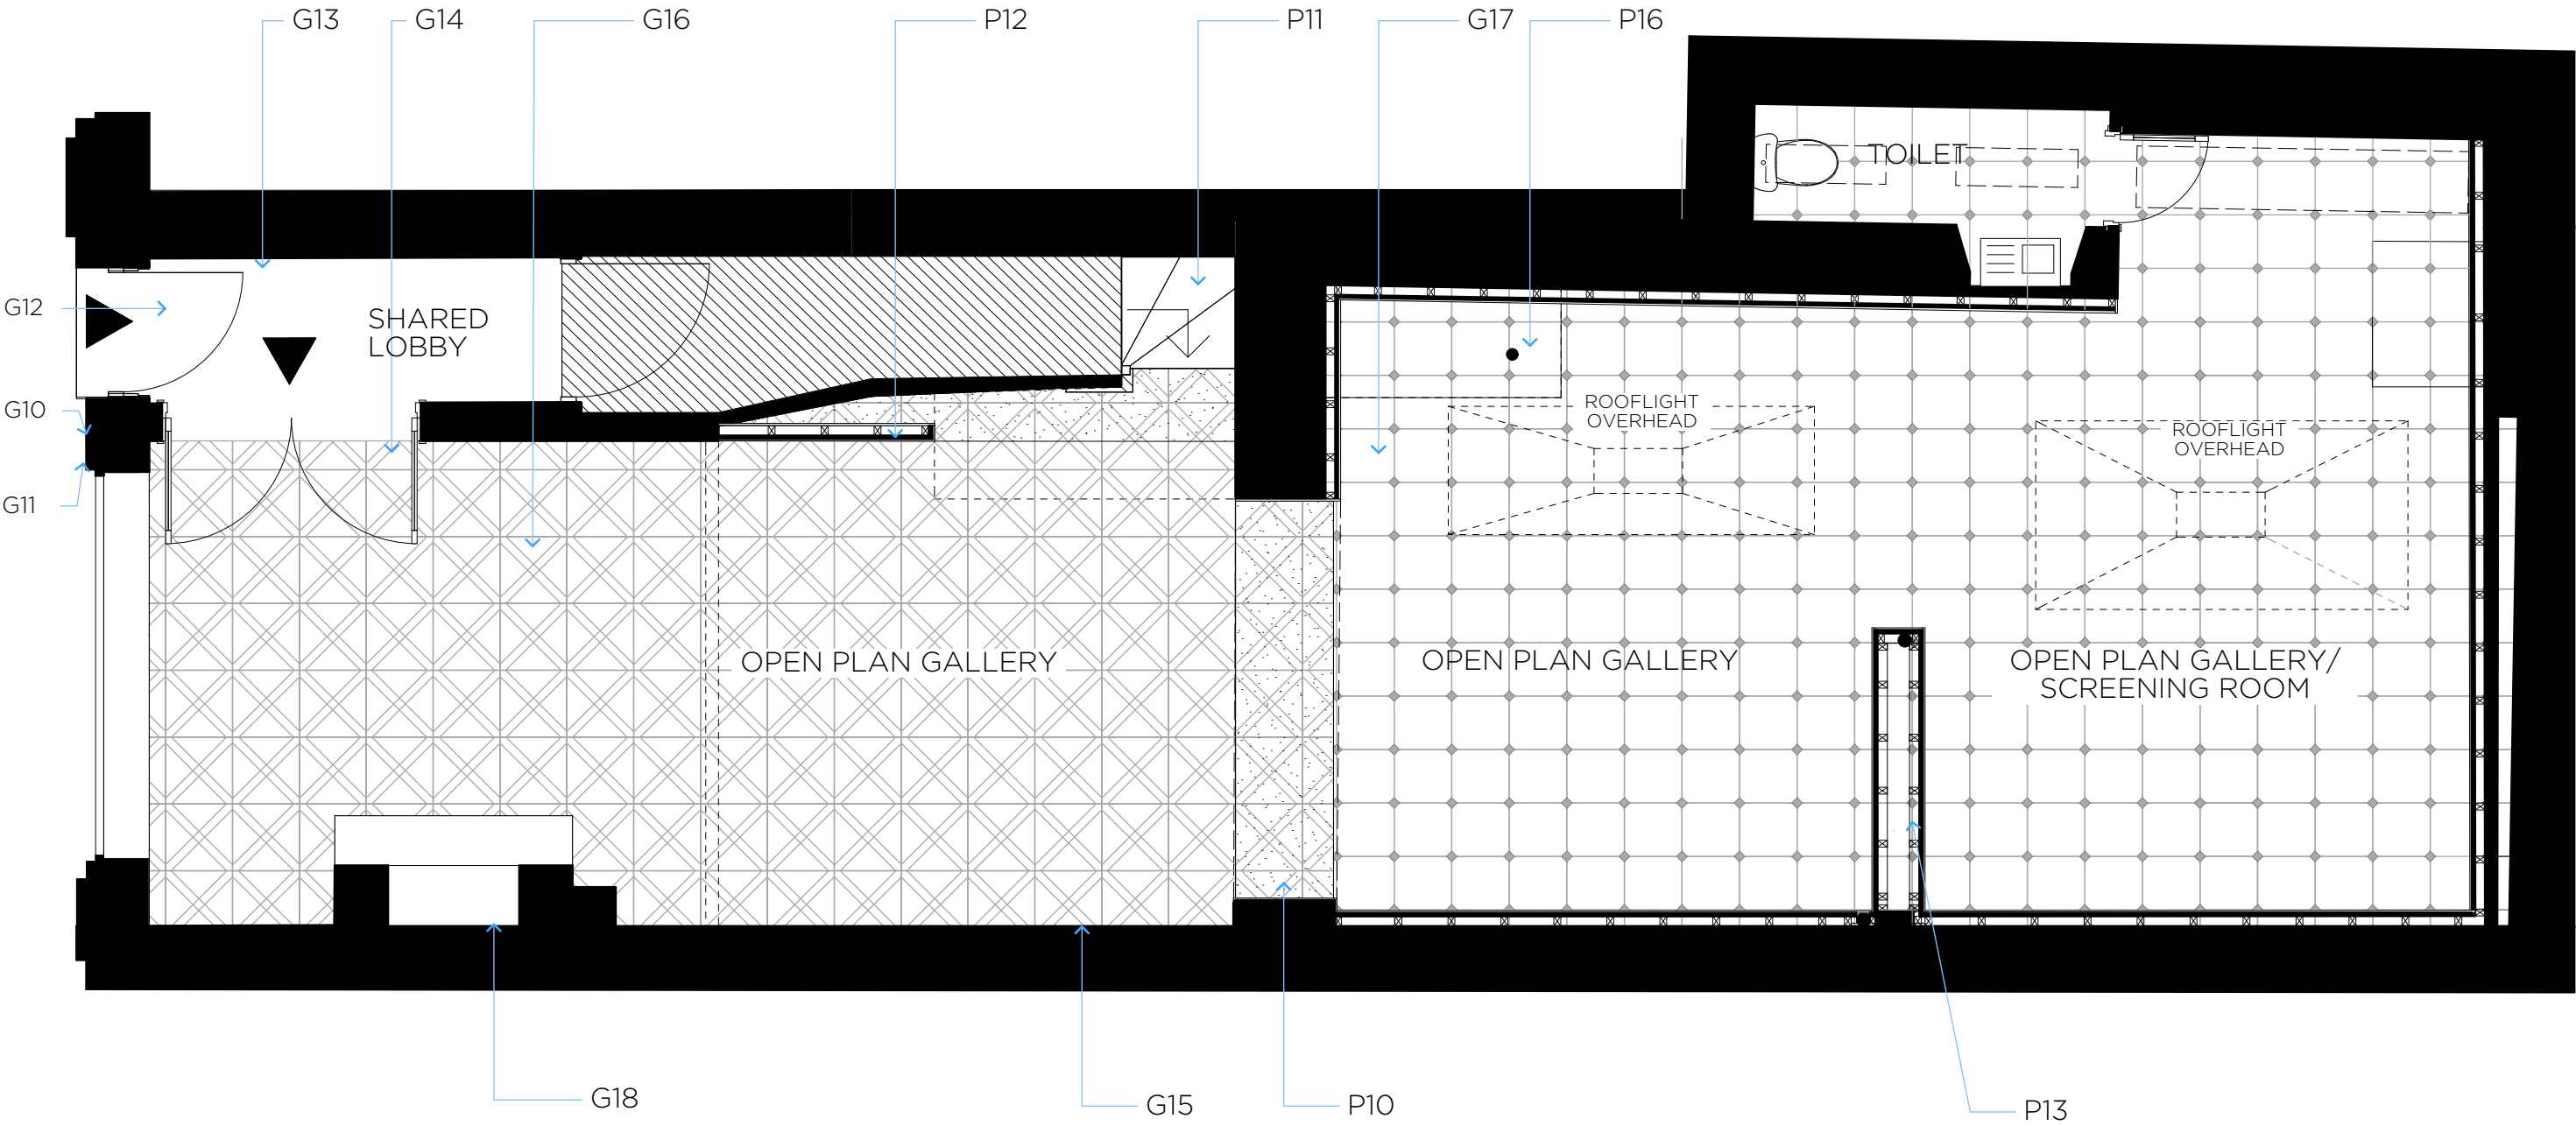 G13
G14
G16
P12
P11
G17
P16
TOILET
G12
SHARED
LOBBY
G10
G11
ROOFLIGHT
OVERHEAD
ROOFLIGHT
OVERHEAD
OPEN PLAN GALLERY
OPEN PLAN GALLERY
OPEN PLAN GALLERY/
SCREENING ROOM
G18
G15
P10
P13